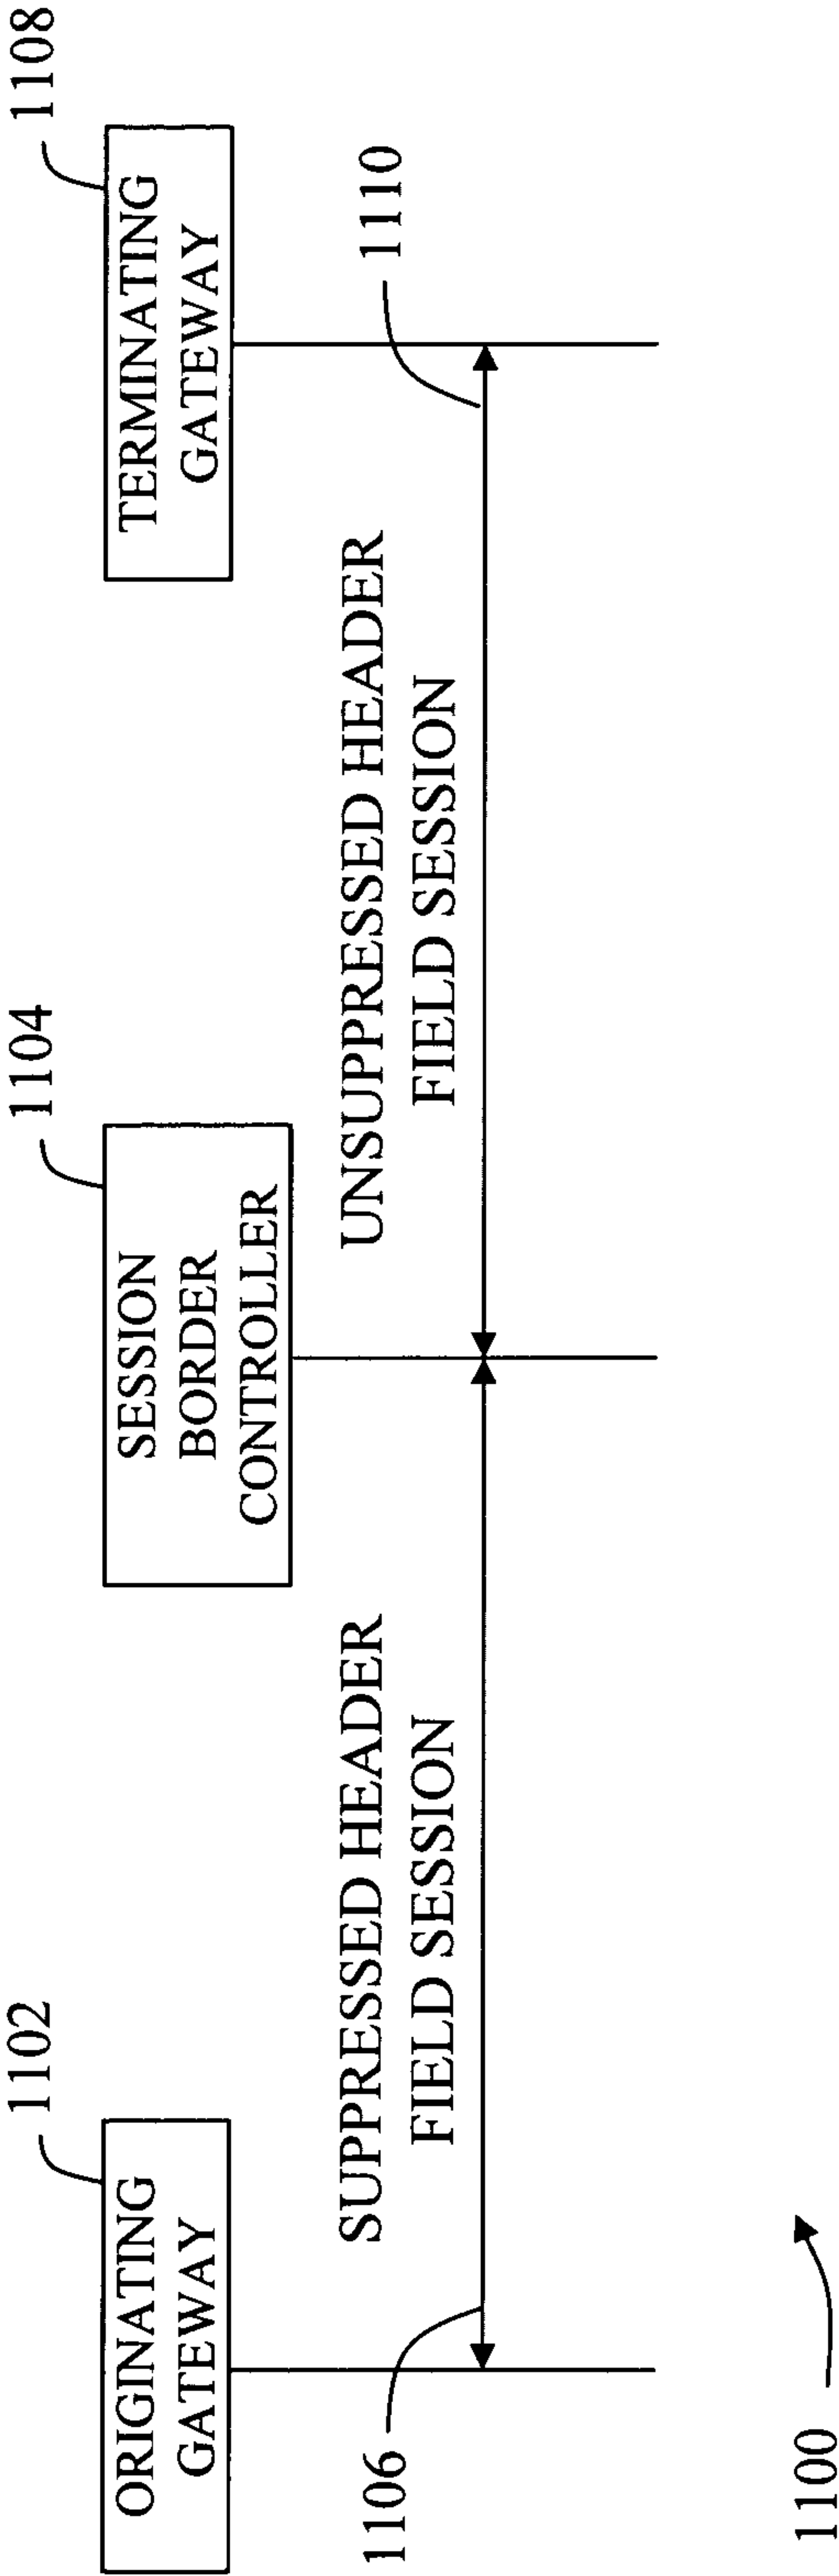 1102
ORIGINATING
GATEWAY
1104
SESSION
BORDER
CONTROLLER
1108
TERMINATING
GATEWAY
SUPPRESSED HEADER
FIELD SESSION
1106
UNSUPPRESSED HEADER
FIELD SESSION
1110
1100